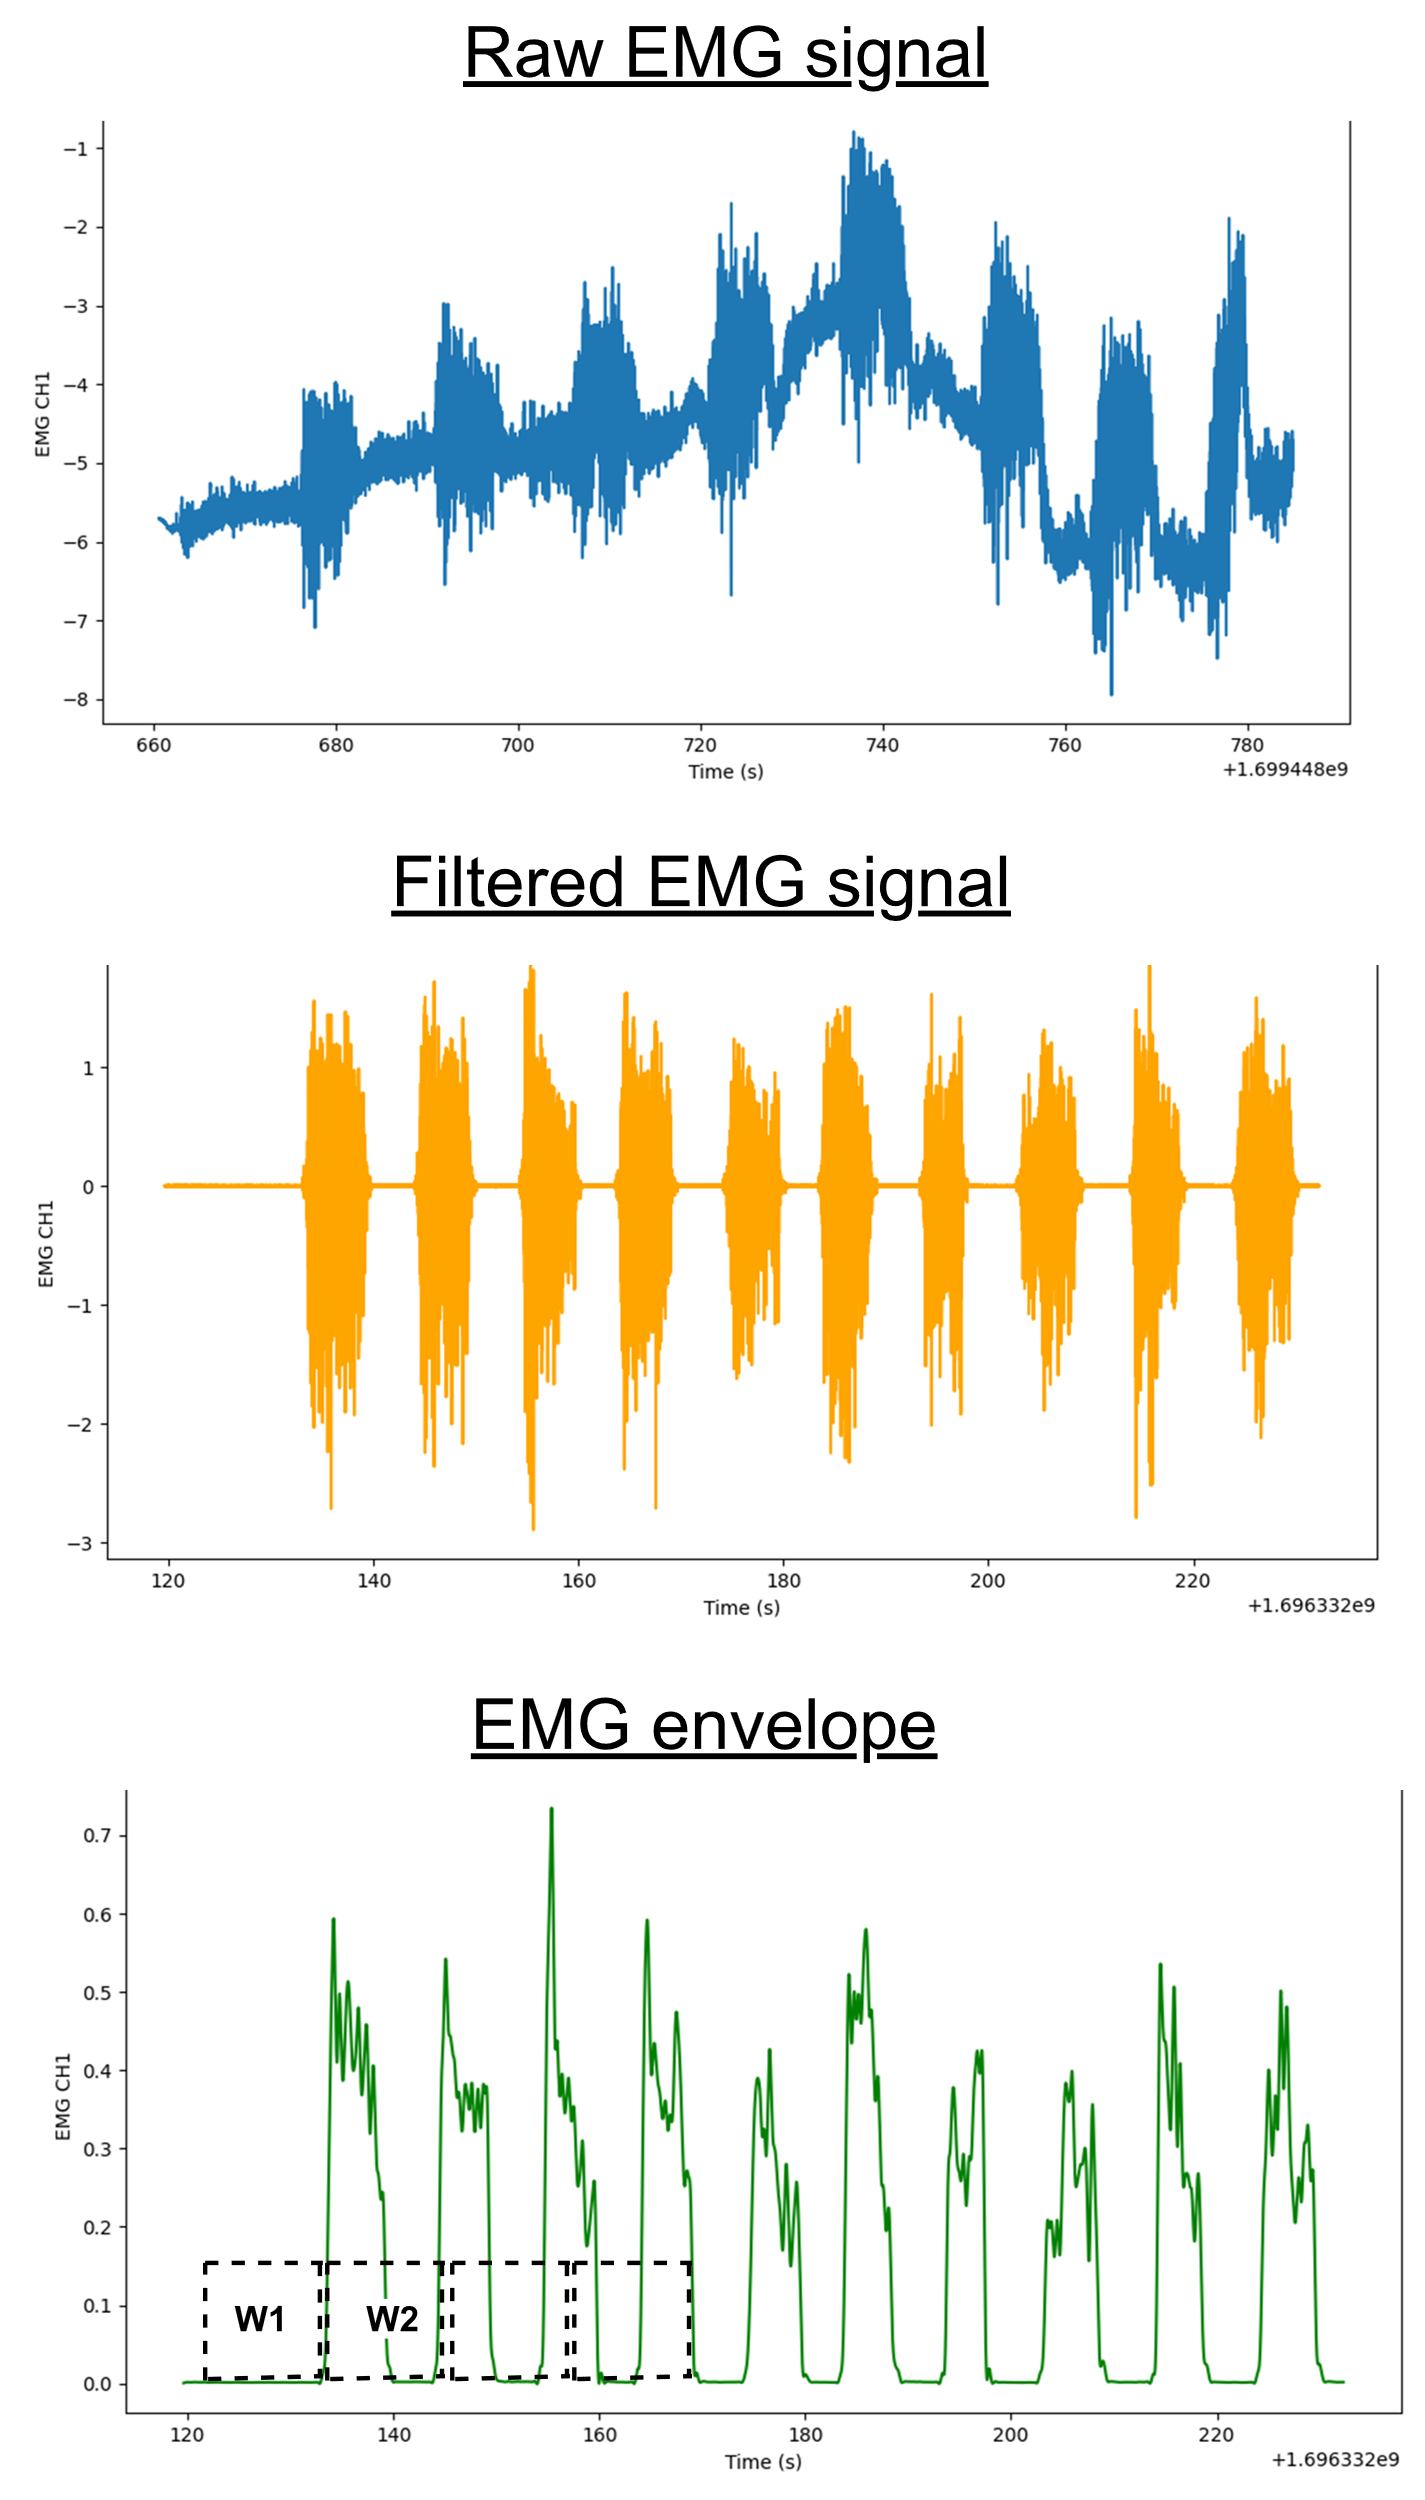 Raw EMG signal
−1
−2
−3
−4
−5
−6
−7
−8
EMG CH1
660 680 700 720 740 760 780
Time (s)
+1.699448e9
Filtered EMG signal
1
0
−1
−2
−3
EMG CH1
120 140 160 180 200 220
Time (s)
+1.696332e9
EMG envelope
0.7
0.6
0.5
0.4
0.3
0.2
0.1
0.0
EMG CH1
W1 W2
120 140 160 180 200 220
Time (s)
+1.696332e9